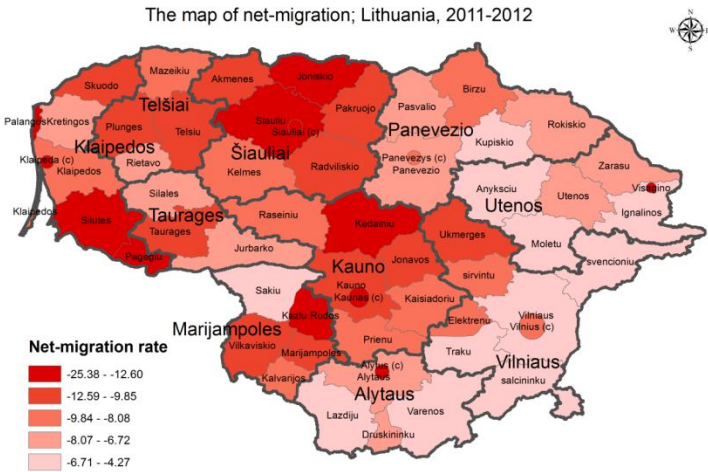 The map of net-migration; Lithuania, 2011-2012
N
W
S
Skuodo
Mazeikiu
Akmenes
Joniskio
Pakruojo
Pasvalio
Birzu
Rokiskio
Telšiai
Palangos
Kretingos
Plunges
Telsiu
Siauliu
Siauliai (c)
Panevezio
Kupiskio
Klaipedos
Klaipeda (c)
Klaipedos
Rietavo
Šiauliai
Radviliskio
Kelmes
Panevezys (c)
Panevezio
Zarasu
Visagino
Anyksciu
Utenos
Utenos
Ignalinos
Silales
Taurages
Taurages
Raseiniu
Klaipedos
Silutes
Kedainiu
Ukmerges
Moletu
svencioniu
Pagegiu
Jurbarko
Kauno
Jonavos
sirvintu
Sakiu
Kauno
Kaunas (c)
Kaisiadoriu
Kazlu Rudos
Vilniaus
Vilnius (c)
Elektrenu
Marijampoles
Vilkaviskio
Marijampoles
Prienu
Traku
Vilniaus
Kalvarijos
Alytus (c)
Alytaus
Alytaus
salcininku
Lazdiju
Varenos
Druskininku
Net-migration rate
-25.38 - -12.60
-12.59 - -9.85
-9.84 - -8.08
-8.07 - -6.72
-6.71 - -4.27